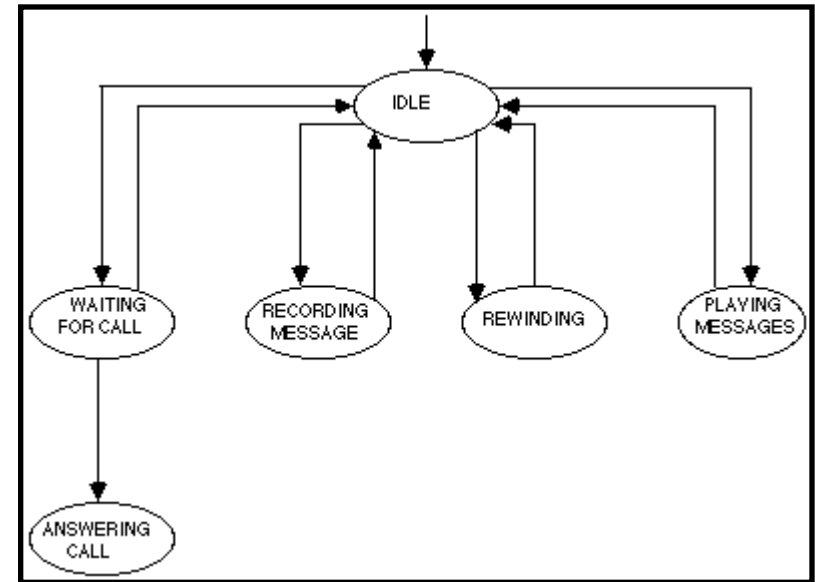 IDLE
WAITING
FOR CALL
RECORDING
MESSAGE
REWINDING
PLAYING
MESSAGES
ANSWERING
CALL